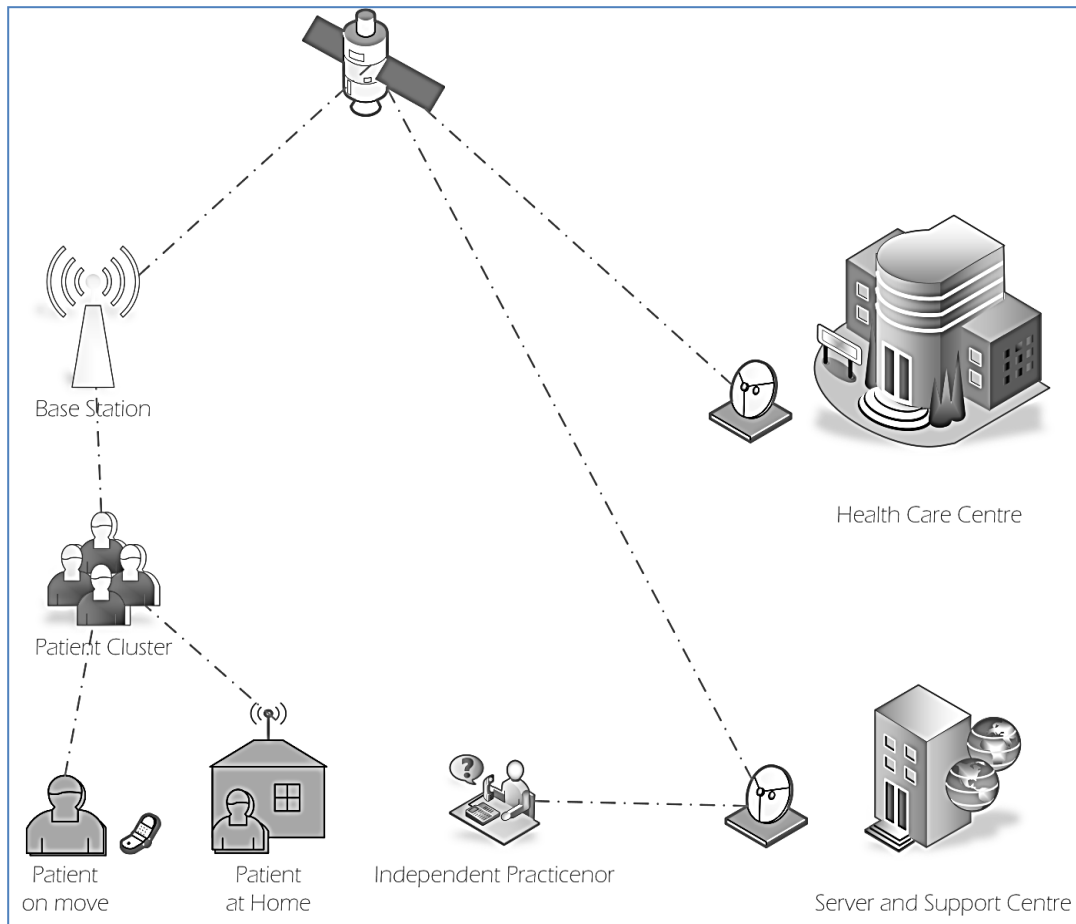 Base Station
Health Care Centre
Patient Cluster
?
Patient
on move
Patient
at Home
Independent Practicenor
Server and Support Centre